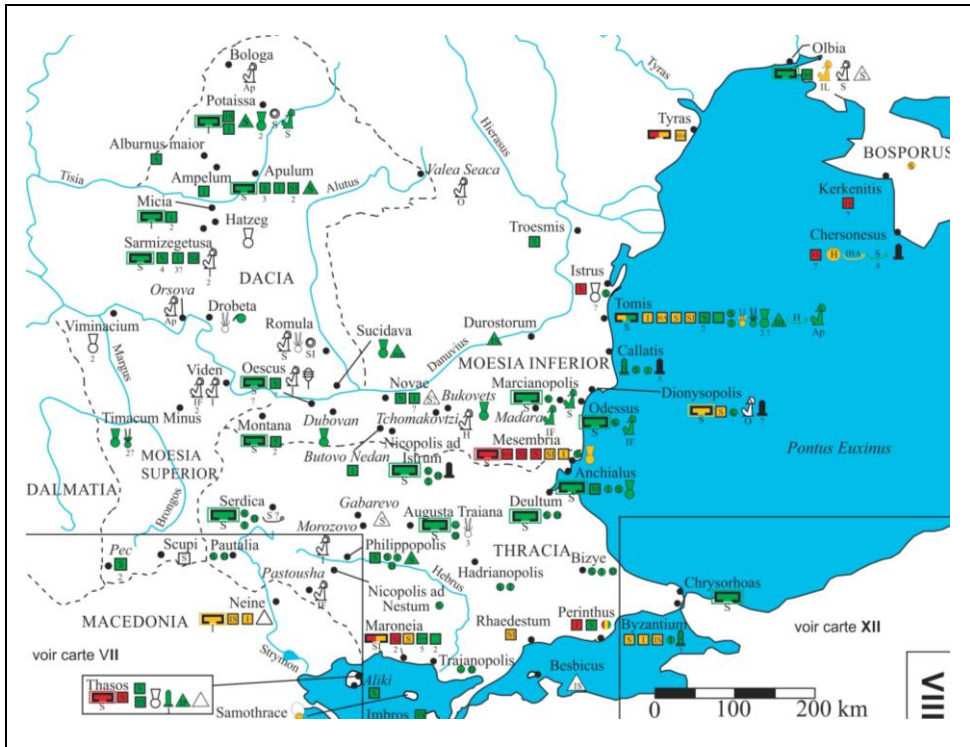 Olbia
Bologa
Ap
IL
S
S
Tyras
Potaissa
Hierasus
Tyras
BOSPORUS
Alburnus maior
Ampelum
Apulum
Valea Seaca
Tisia
Alutus
Kerkenitis
Micia
Hatzeg
Troesmis
Chersonesus
Sarmizegetusa
DACIA
Istrus
Orsova
Drobeta
Tomis
Viminacium
Romula
Sucidava
Durostorum
Danuvius
MOESIA INFERIOR
Callatis
Margus
Viden
Oescus
Novae
Bukovets
Marcianopolis
Dionysopolis
Timacum Minus
Dubovan
Tchomakovtzi
Madara
Odessus
Montana
Nicopolis ad
Istrum
Mesembria
Pontus Euxinus
MOESIA
SUPERIOR
Butovo Nedan
DALMATIA
Anchialus
Brongos
Serdica
Gabarevo
Augusta Traiana
Deultum
Morozovo
Pec
Scupi
Pautalia
Philippopolis
THRACIA
Bizye
Hebrus
Hadrianopolis
Pastousha
Nicopolis ad
Nestum
Chrysorhoas
MACEDONIA
Neine
Rhaedestum
Perinthus
Byzantium
voir carte VII
Maroneia
voir carte XII
Strymon
Trajanopolis
Besbicus
Thasos
Aliki
VIII
Samothrace
Imbros
0 100 200 km